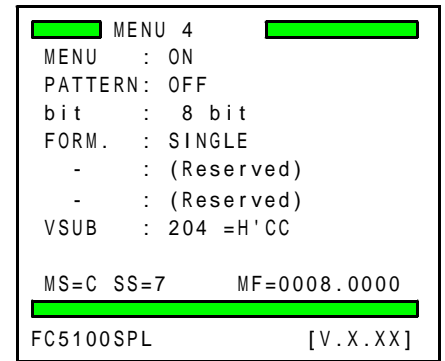 MENU 4
MENU : ON
PATTERN: OFF
bit : 8 bit
FORM. : SINGLE
- : (Reserved)
- : (Reserved)
VSUB : 204 =H'CC
MS=C SS=7 MF=0008.0000
FC5100SPL [V.X.XX]